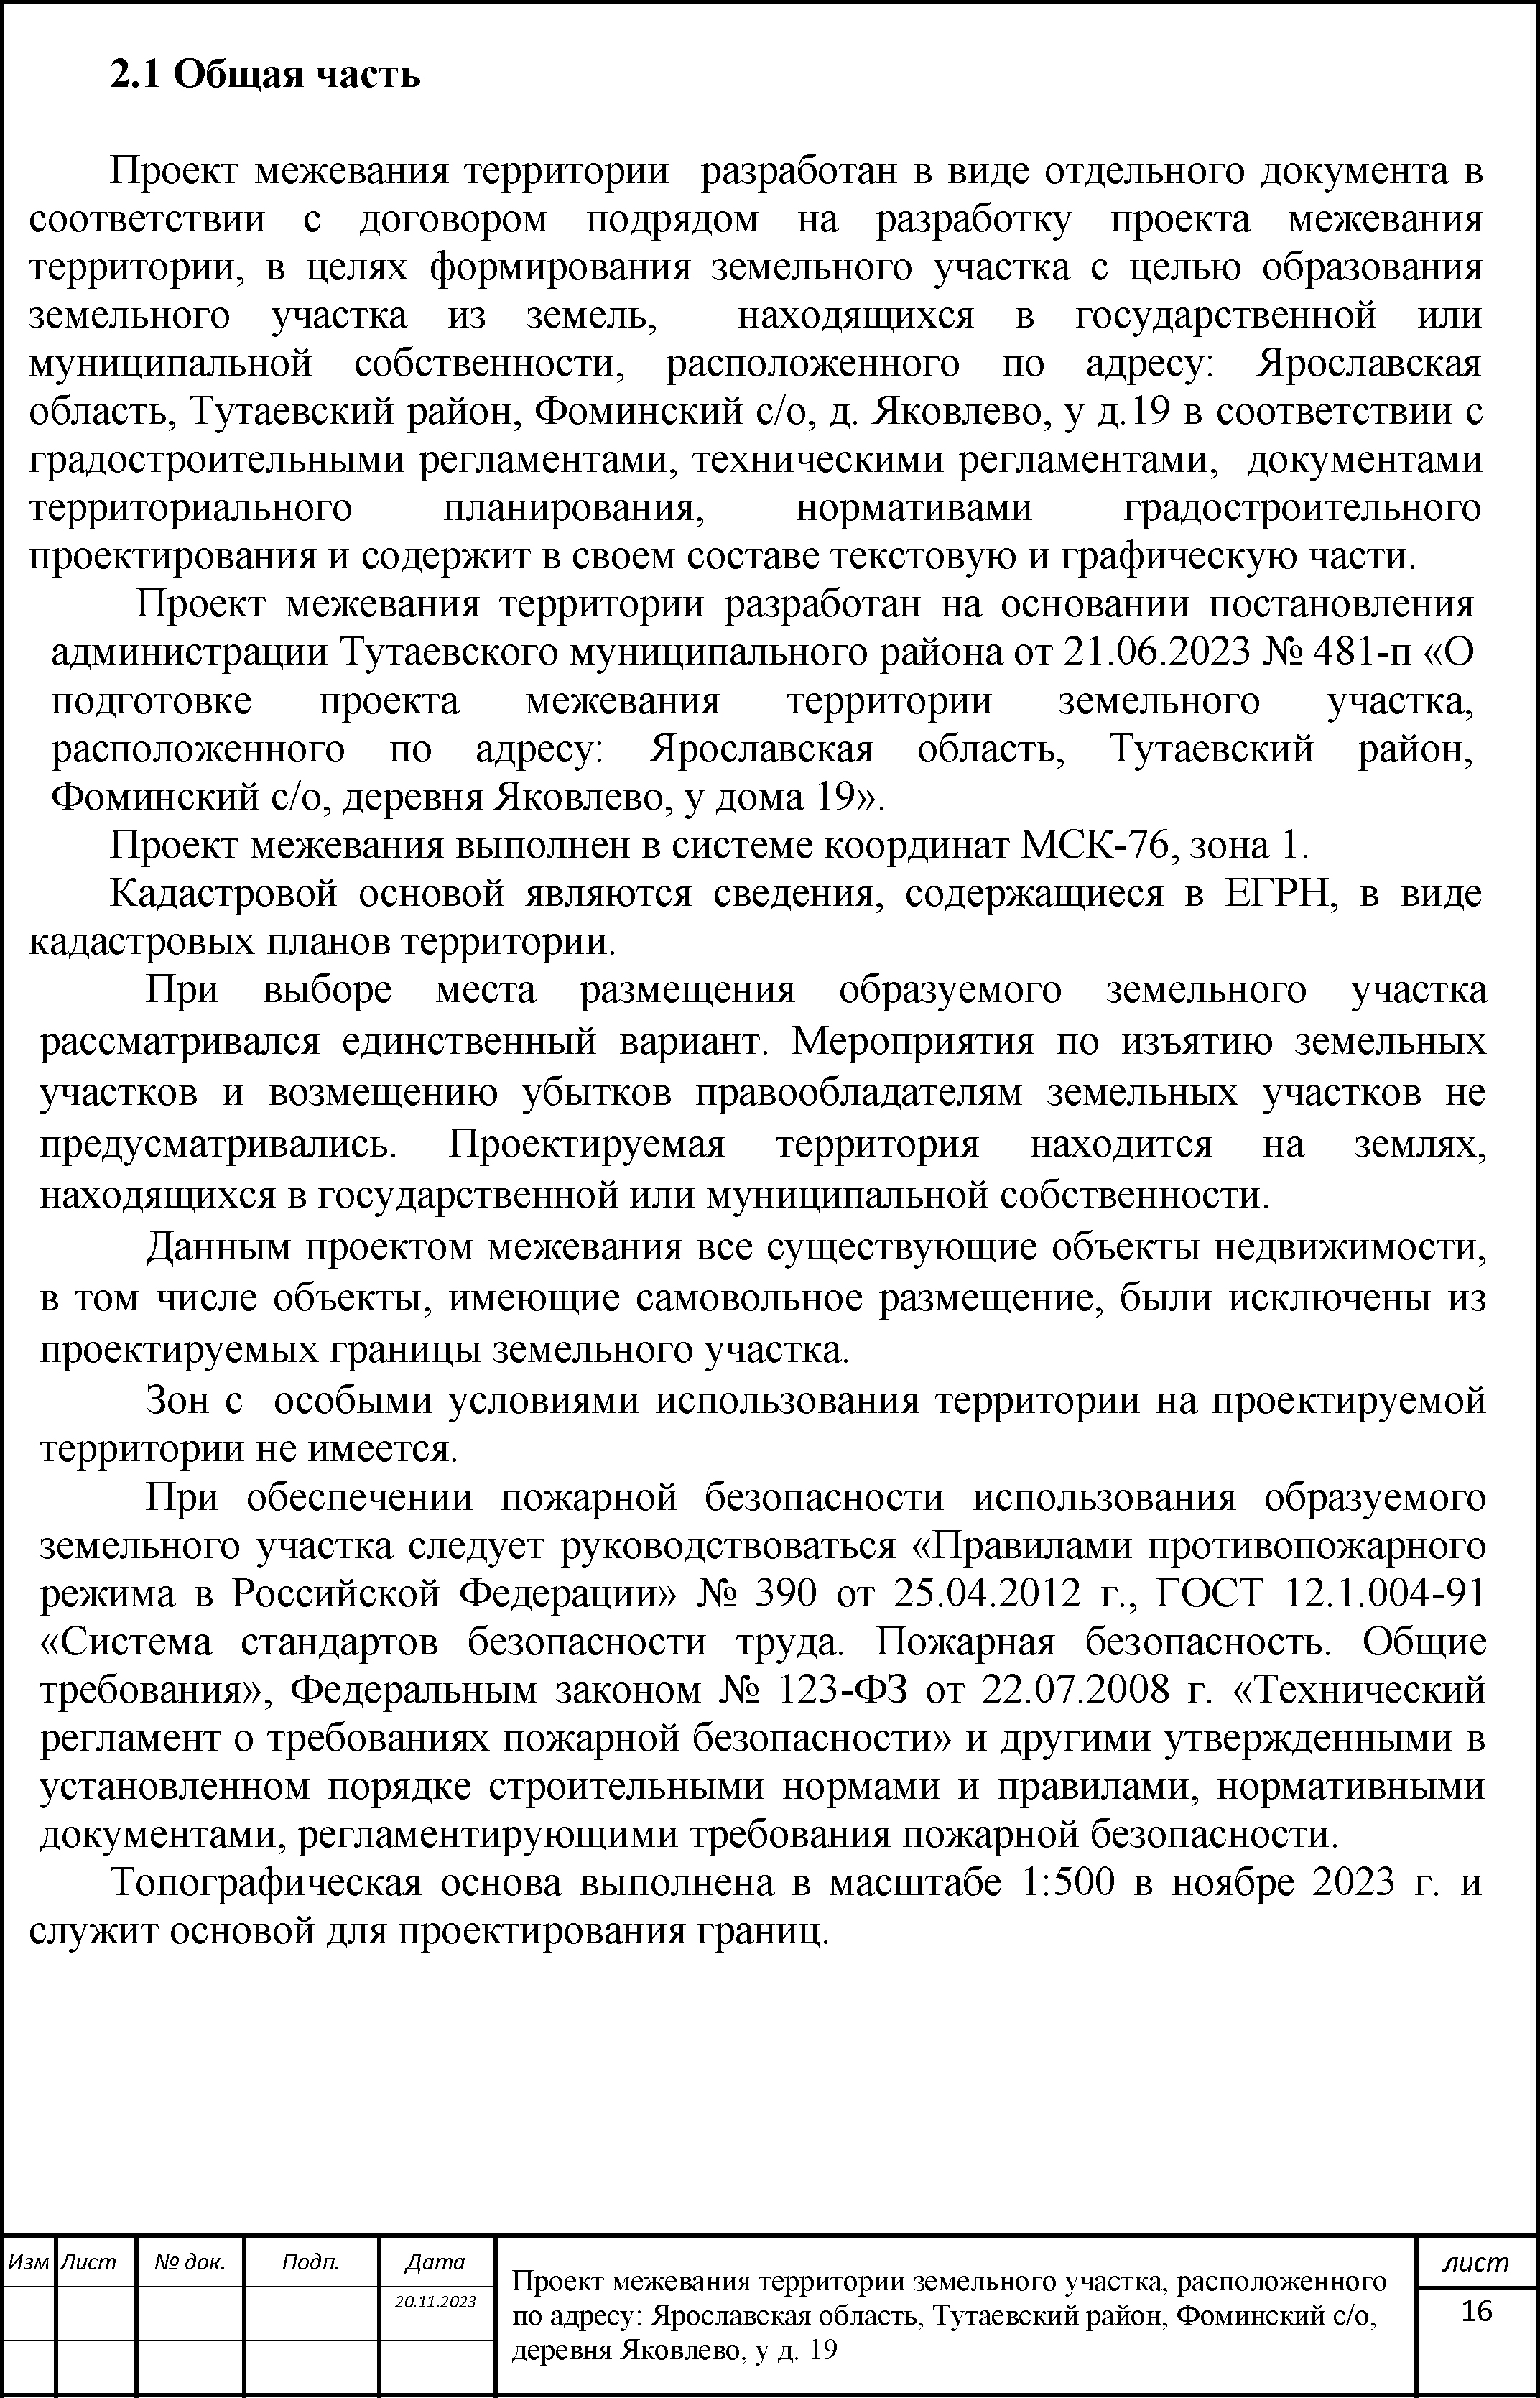 2.1 Общая часть
Проект межевания территории разработан в виде отдельного документа в
соответствии с договором подрядом на разработку проекта межевания
территории, в целях формирования земельного участка с целью образования
земельного участка из земель, находящихся в государственной или
муниципальной собственности, расположенного по адресу: Ярославская
область, Тутаевский район, Фоминский с/о, д. Яковлево, у д.19 в соответствии с
градостроительными регламентами, техническими регламентами, документами
территориального планирования, нормативами градостроительного
проектирования и содержит в своем составе текстовую и графическую части.
Проект межевания территории разработан на основании постановления
администрации Тутаевского муниципального района от 21.06.2023 № 481-п «О
подготовке проекта межевания территории земельного участка,
расположенного по адресу: Ярославская область, Тутаевский район,
Фоминский с/о, деревня Яковлево, у дома 19».
Проект межевания выполнен в системе координат МСК-76, зона 1.
Кадастровой основой являются сведения, содержащиеся в ЕГРН, в виде
кадастровых планов территории.
При выборе места размещения образуемого земельного участка
рассматривался единственный вариант. Мероприятия по изъятию земельных
участков и возмещению убытков правообладателям земельных участков не
предусматривались. Проектируемая территория находится на землях,
находящихся в государственной или муниципальной собственности.
Данным проектом межевания все существующие объекты недвижимости,
в том числе объекты, имеющие самовольное размещение, были исключены из
проектируемых границы земельного участка.
Зон с особыми условиями использования территории на проектируемой
территории не имеется.
При обеспечении пожарной безопасности использования образуемого
земельного участка следует руководствоваться «Правилами противопожарного
режима в Российской Федерации» № 390 от 25.04.2012 г., ГОСТ 12.1.004-91
«Система стандартов безопасности труда. Пожарная безопасность. Общие
требования», Федеральным законом № 123-ФЗ от 22.07.2008 г. «Технический
регламент о требованиях пожарной безопасности» и другими утвержденными в
установленном порядке строительными нормами и правилами, нормативными
документами, регламентирующими требования пожарной безопасности.
Топографическая основа выполнена в масштабе 1:500 в ноябре 2023 г. и
служит основой для проектирования границ.
Изм Лист № док. Подп. Дата
20.11.2023
Проект межевания территории земельного участка, расположенного
по адресу: Ярославская область, Тутаевский район, Фоминский с/о,
деревня Яковлево, у д. 19
лист
16